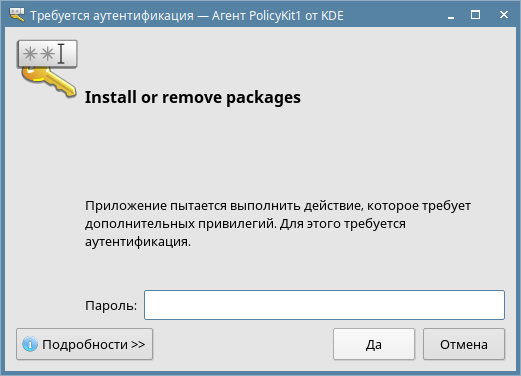 Требуется аутентификация — Агент PolicyKit1 от KDE
Install or remove packages
Приложение пытается выполнить действие, которое требует
дополнительных привилегий. Для этого требуется
аутентификация.
Пароль:
Подробности >>
Да
Отмена